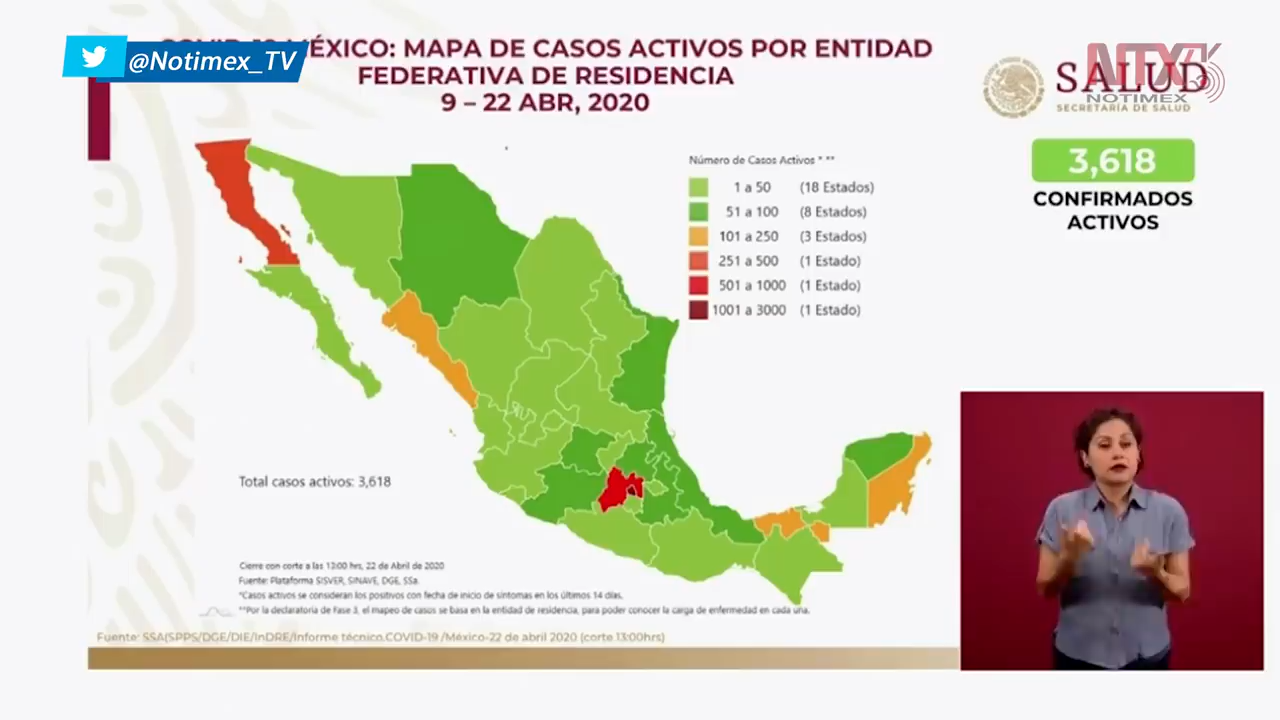 @Notimex_TV
MÉXICO: MAPA DE CASOS ACTIVOS POR ENTIDAD
FEDERATIVA DE RESIDENCIA
9 – 22 ABR, 2020
SALUD
SECRETARÍA DE SALUD
NTX
NOTIMEX
3,618
CONFIRMADOS
ACTIVOS
Número de Casos Activos * **
1 a 50 (18 Estados)
51 a 100 (8 Estados)
101 a 250 (3 Estados)
251 a 500 (1 Estado)
501 a 1000 (1 Estado)
1001 a 3000 (1 Estado)
Total casos activos: 3,618
Cierre con corte a las 13:00 hrs, 22 de Abril de 2020
Fuente: Plataforma SISVER, SINAVE, DGE, SSa.
*Casos activos se consideran los positivos con fecha de inicio de síntomas en los últimos 14 días.
**Por la declaratoria de Fase 3, el mapeo de casos se basa en la entidad de residencia, para poder conocer la carga de enfermedad en cada una.
Fuente: SSA(SPPS/DGE/DIE/InDRE/Informe técnico.COVID-19 /México-22 de abril 2020 (corte 13:00hrs)